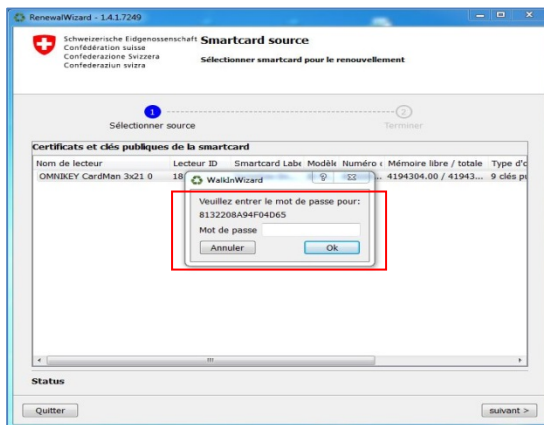 RenewalWizard - 1.4.1.7249
Schweizerische Eidgenossenschaft
Confédération suisse
Confederazione Svizzera
Confederaziun svizra
Smartcard source
Sélectionner smartcard pour le renouvellement
1
2
Sélectionner source
Terminer
Certificats et clés publiques de la smartcard
Nom de lecteur Lecteur ID Smartcard Labe Modèle Numéro Mémoire libre / totale Type d'c
OMNIKEY CardMan 3x21 0 18 4194304.00 / 41943... 9 clés pu
WalkInWizard
Veuillez entrer le mot de passe pour:
8132208A94F04D65
Mot de passe
Annuler Ok
Status
Quitter suivant >